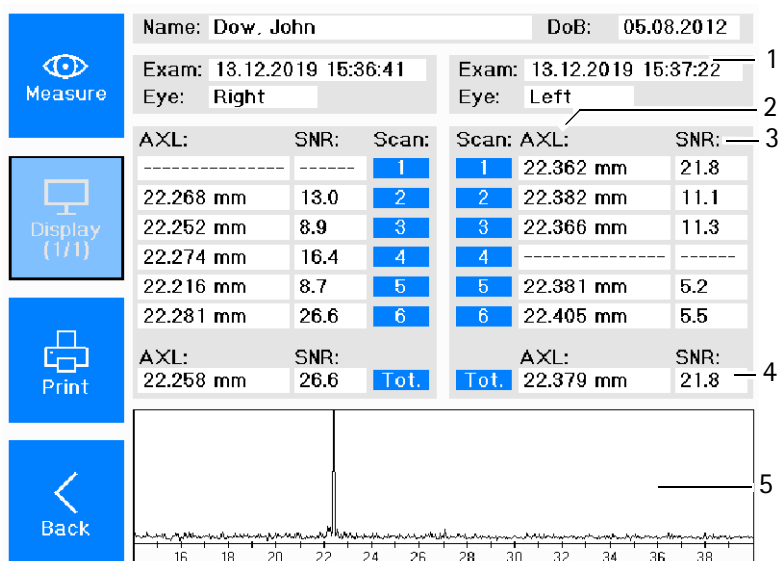 Name: Dow, John DoB: 05.08.2012
Measure
Exam: 13.12.2019 15:36:41
Eye: Right
Exam: 13.12.2019 15:37:22 1
Eye: Left 2
AXL: SNR: Scan: Scan: AXL: SNR: 3
--------------- ------ 1 1 22.362 mm 21.8
22.268 mm 13.0 2 2 22.382 mm 11.1
22.252 mm 8.9 3 3 22.366 mm 11.3
22.274 mm 16.4 4 4 --------------- ------
22.216 mm 8.7 5 5 22.381 mm 5.2
22.281 mm 26.6 6 6 22.405 mm 5.5
Display
(1/1)
AXL: SNR: AXL: SNR:
22.258 mm 26.6 Tot. Tot. 22.379 mm 21.8 4
Print
5
Back
16 18 20 22 24 26 28 30 32 34 36 38